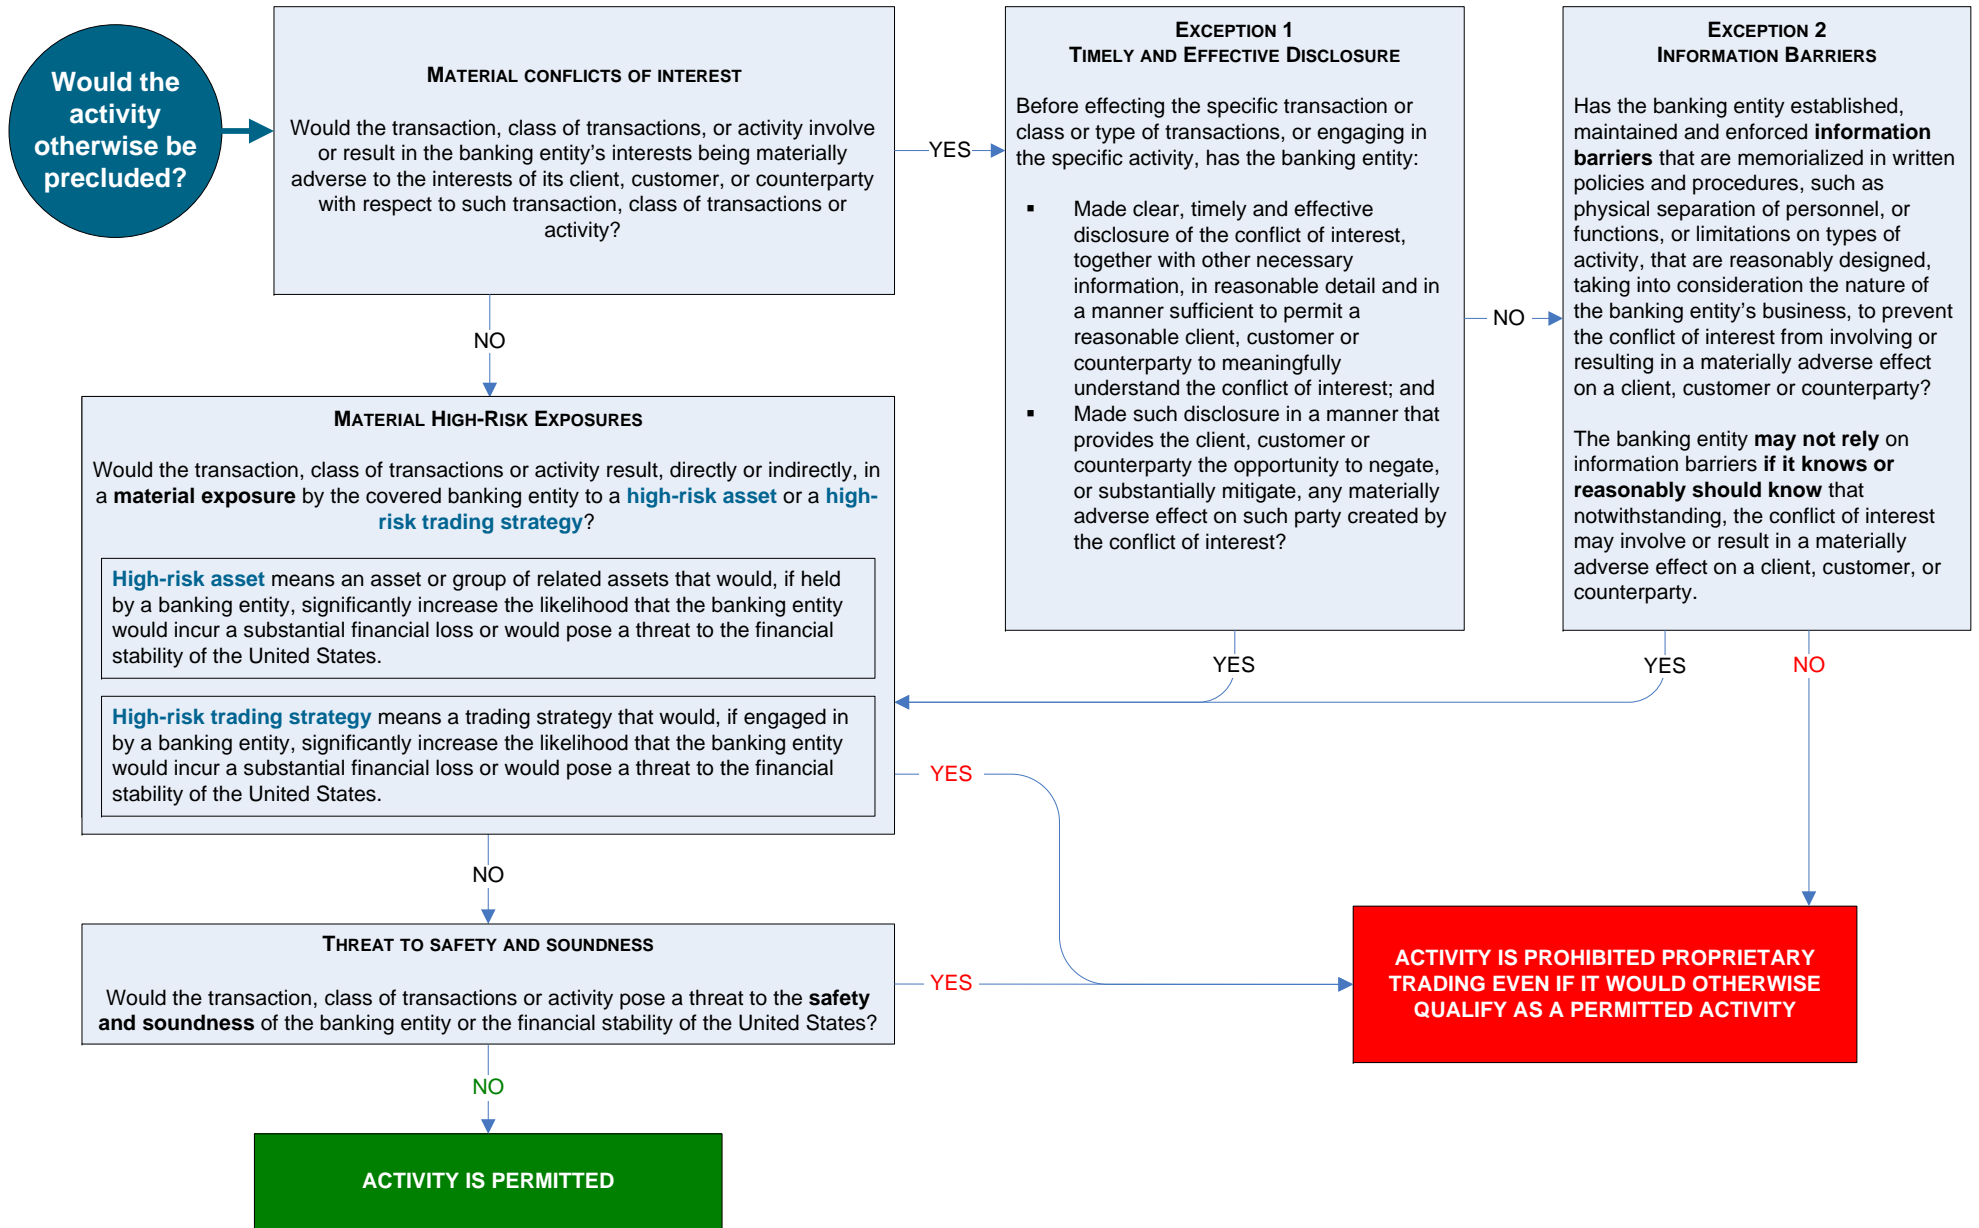 Would the
activity
otherwise be
precluded?
MATERIAL CONFLICTS OF INTEREST
Would the transaction, class of transactions, or activity involve
or result in the banking entity’s interests being materially
adverse to the interests of its client, customer, or counterparty
with respect to such transaction, class of transactions or
activity?
YES
EXCEPTION 1
TIMELY AND EFFECTIVE DISCLOSURE
Before effecting the specific transaction or
class or type of transactions, or engaging in
the specific activity, has the banking entity:
▪ Made clear, timely and effective
disclosure of the conflict of interest,
together with other necessary
information, in reasonable detail and in
a manner sufficient to permit a
reasonable client, customer or
counterparty to meaningfully
understand the conflict of interest; and
▪ Made such disclosure in a manner that
provides the client, customer or
counterparty the opportunity to negate,
or substantially mitigate, any materially
adverse effect on such party created by
the conflict of interest?
NO
EXCEPTION 2
INFORMATION BARRIERS
Has the banking entity established,
maintained and enforced information
barriers that are memorialized in written
policies and procedures, such as
physical separation of personnel, or
functions, or limitations on types of
activity, that are reasonably designed,
taking into consideration the nature of
the banking entity’s business, to prevent
the conflict of interest from involving or
resulting in a materially adverse effect
on a client, customer or counterparty?
The banking entity may not rely on
information barriers if it knows or
reasonably should know that
notwithstanding, the conflict of interest
may involve or result in a materially
adverse effect on a client, customer, or
counterparty.
NO
MATERIAL HIGH-RISK EXPOSURES
Would the transaction, class of transactions or activity result, directly or indirectly, in
a material exposure by the covered banking entity to a high-risk asset or a high-
risk trading strategy?
High-risk asset means an asset or group of related assets that would, if held
by a banking entity, significantly increase the likelihood that the banking entity
would incur a substantial financial loss or would pose a threat to the financial
stability of the United States.
High-risk trading strategy means a trading strategy that would, if engaged in
by a banking entity, significantly increase the likelihood that the banking entity
would incur a substantial financial loss or would pose a threat to the financial
stability of the United States.
YES
YES
NO
YES
NO
THREAT TO SAFETY AND SOUNDNESS
Would the transaction, class of transactions or activity pose a threat to the safety
and soundness of the banking entity or the financial stability of the United States?
YES
ACTIVITY IS PROHIBITED PROPRIETARY
TRADING EVEN IF IT WOULD OTHERWISE
QUALIFY AS A PERMITTED ACTIVITY
NO
ACTIVITY IS PERMITTED